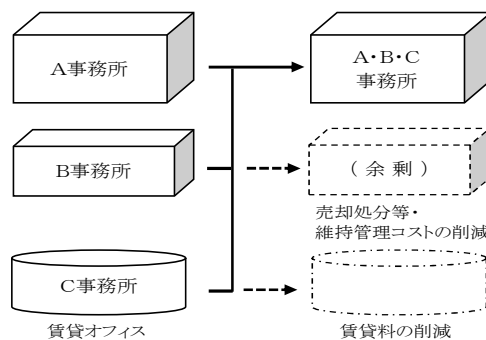 A事務所
A・B・C
事務所
B事務所
(余剰)
売却処分等・
維持管理コストの削減
C事務所
賃貸オフィス
賃貸料の削減